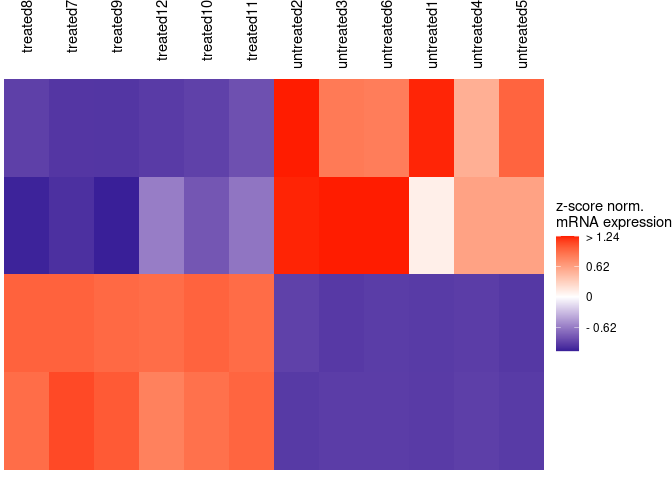 treated8
treated7
treated9
treated12
treated10
treated11
untreated2
untreated3
untreated6
untreated1
untreated4
untreated5
z-score norm.
mRNA expression
> 1.24
0.62
0
- 0.62